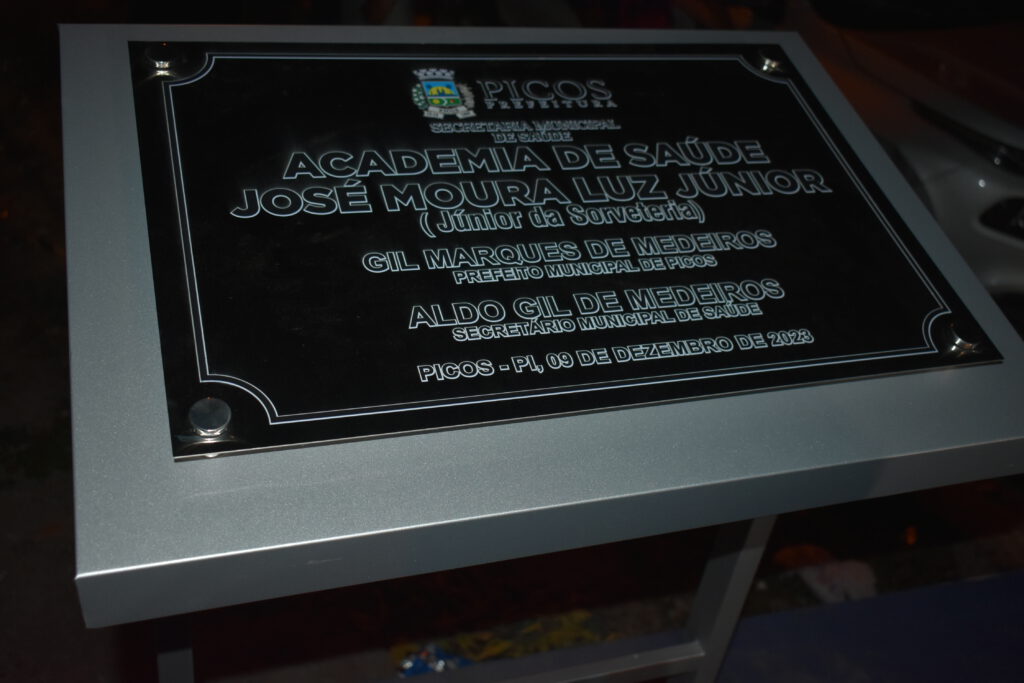 PICOS
PREFEITURA
SECRETARIA MUNICIPAL
DE SAÚDE
ACADEMIA DE SAÚDE
JOSÉ MOURA LUZ JÚNIOR
(Júnior da Sorveteria)
GIL MARQUES DE MEDEIROS
PREFEITO MUNICIPAL DE PICOS
ALDO GIL DE MEDEIROS
SECRETÁRIO MUNICIPAL DE SAÚDE
PICOS - PI, 09 DE DEZEMBRO DE 2023